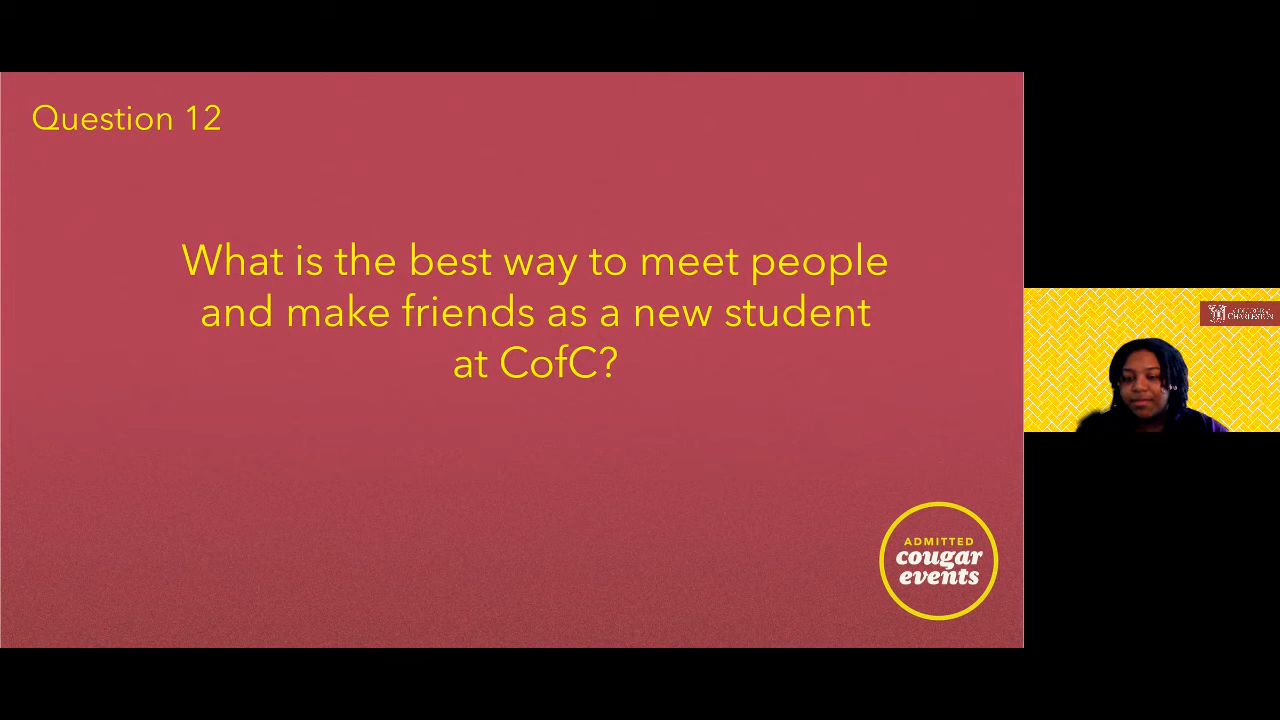 Question 12
What is the best way to meet people
and make friends as a new student
at CofC?
ADMITTED
cougar
events
CHARLESTON